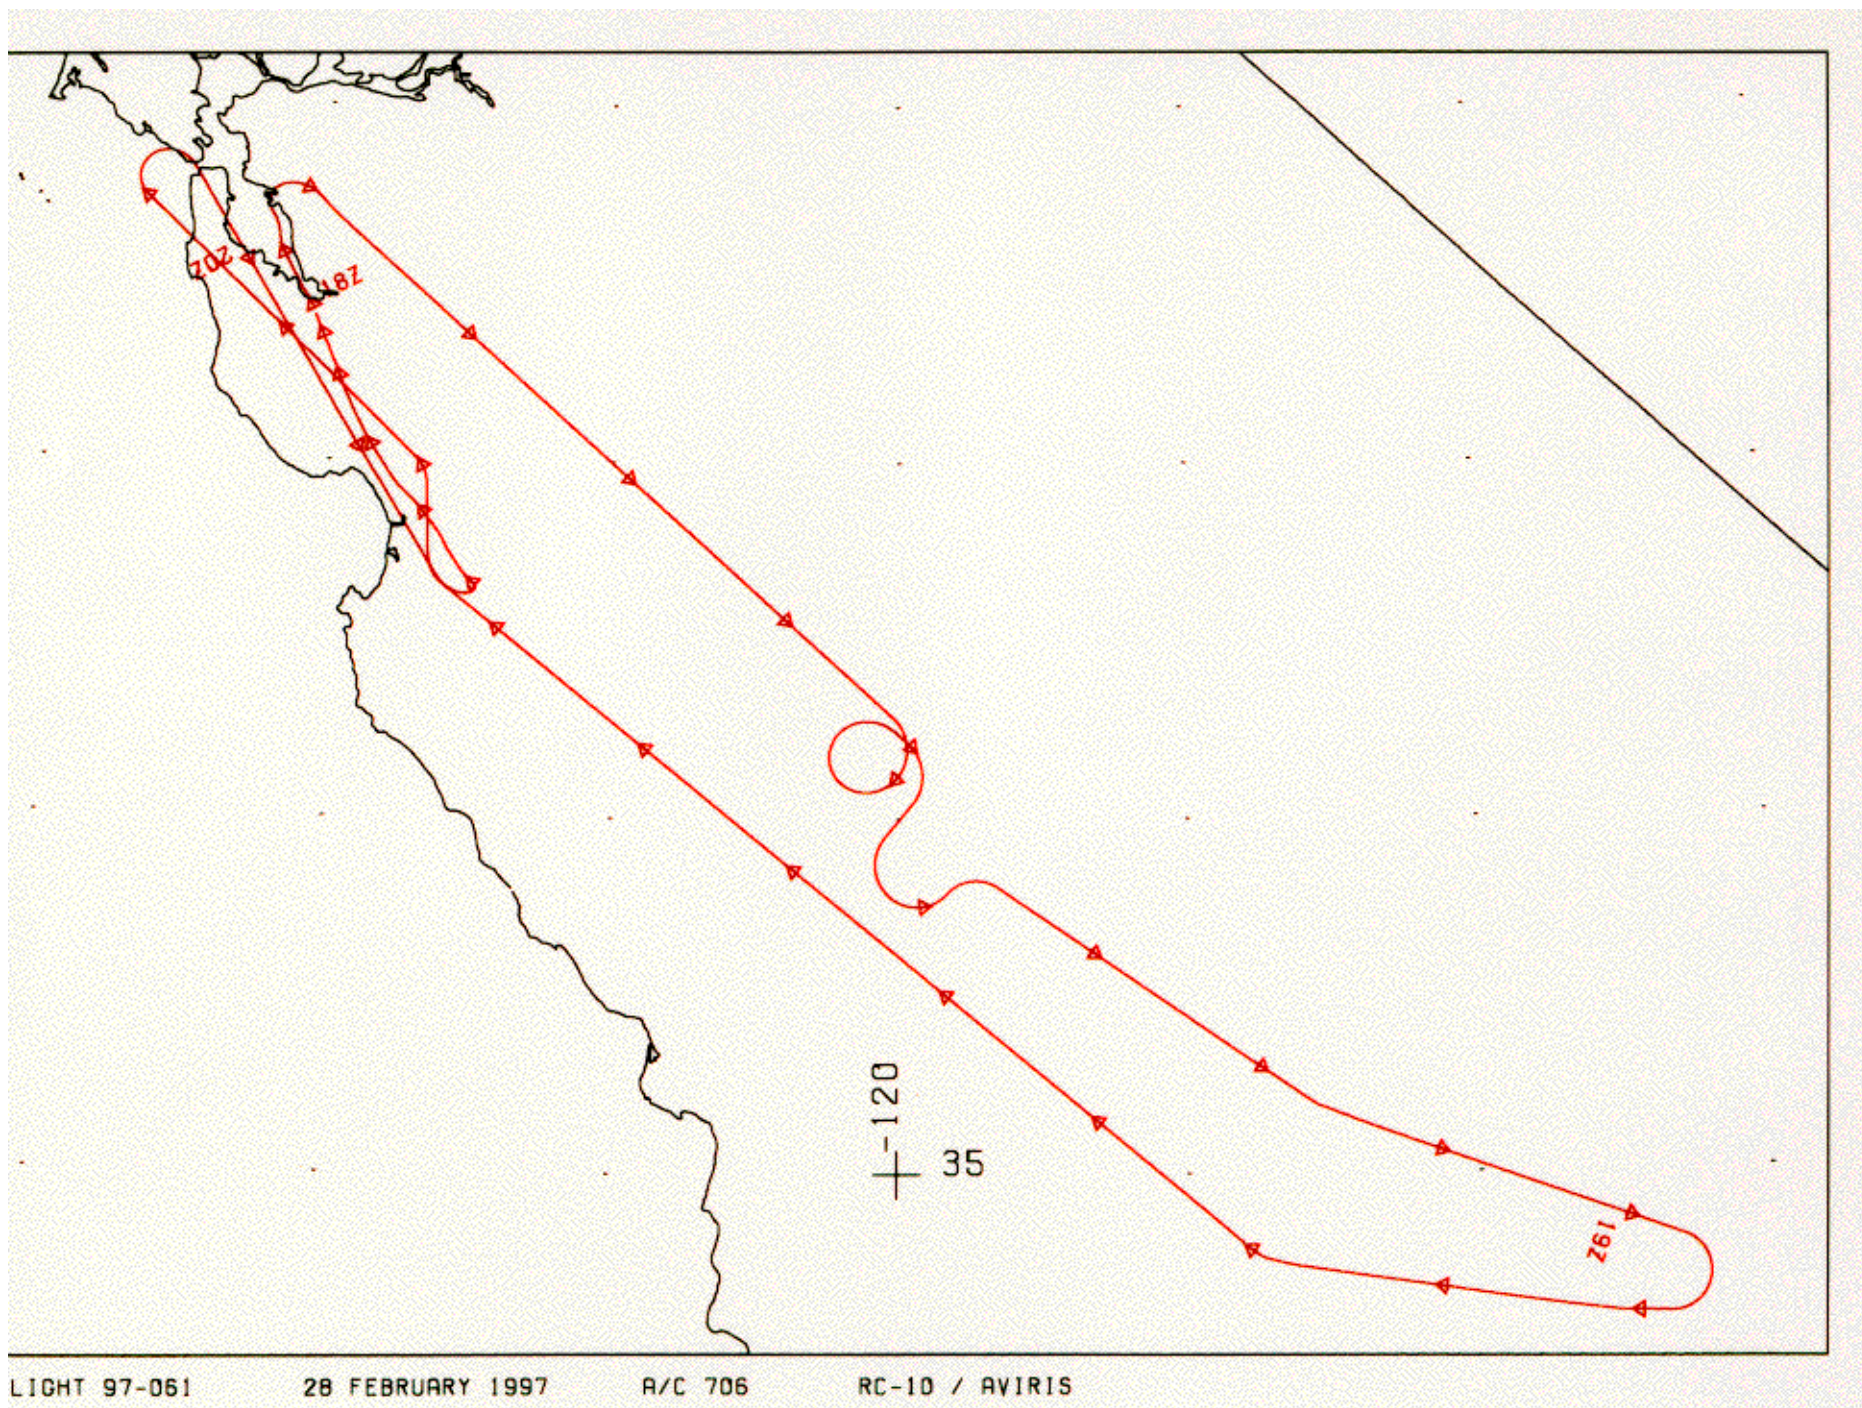 20Z
18Z
-120
35
19Z
LIGHT 97-061 28 FEBRUARY 1997 A/C 706 RC-10 / AVIRIS